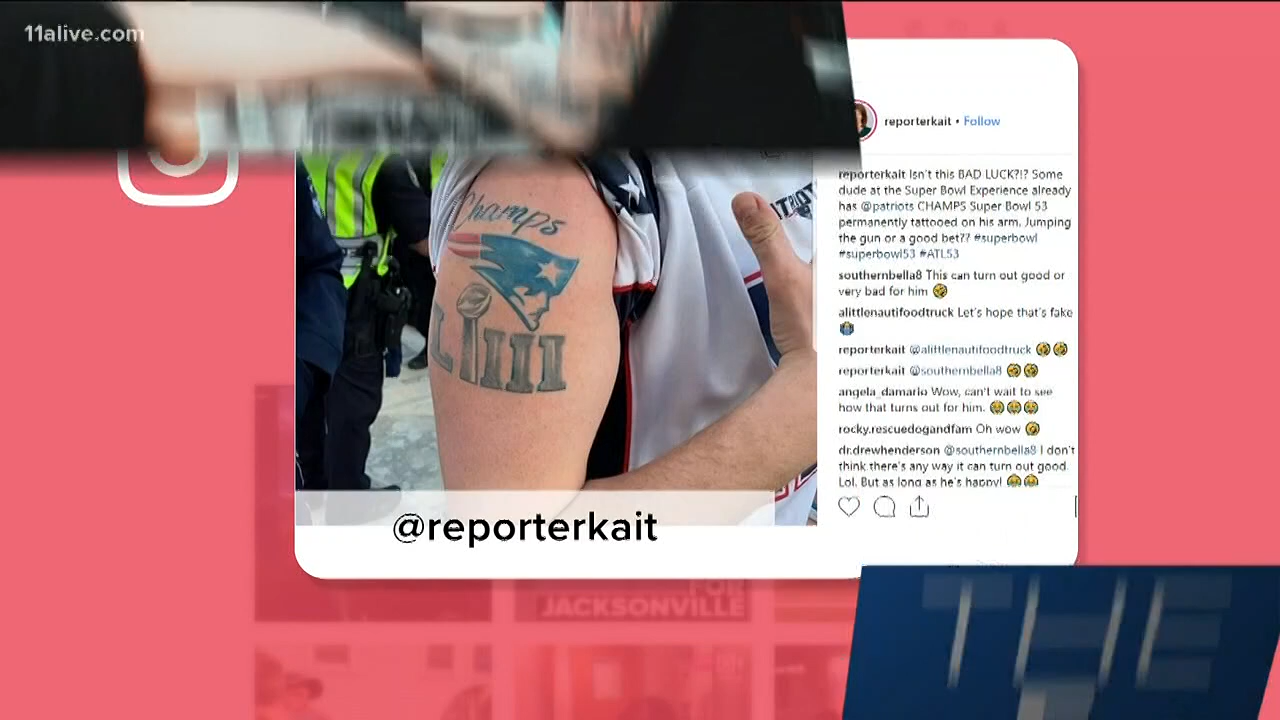 11alive.com
reporterkait • Follow
reporterkait Isn't this BAD LUCK?!? Some
dude at the Super Bowl Experience already
has @patriots CHAMPS Super Bowl 53
permanently tattooed on his arm. Jumping
the gun or a good bet?? #superbowl
#superbowl53 #ATL53
southernbella8 This can turn out good or
very bad for him 🤣
alittlenautifoodtruck Let's hope that's fake
reporterkait @alittlenautifoodtruck 🤣🤣
reporterkait @southernbella8 🤣🤣
angela_damario Wow, can't wait to see
how that turns out for him. 😂😂😂
rocky.rescuedogandfam Oh wow 🤣
dr.drewhenderson @southernbella8 I don't
think there's any way it can turn out good.
Lol. But as long as he's happy! 😂😂
Champs
LIII
@reporterkait
FOR
JACKSONVILLE
THE